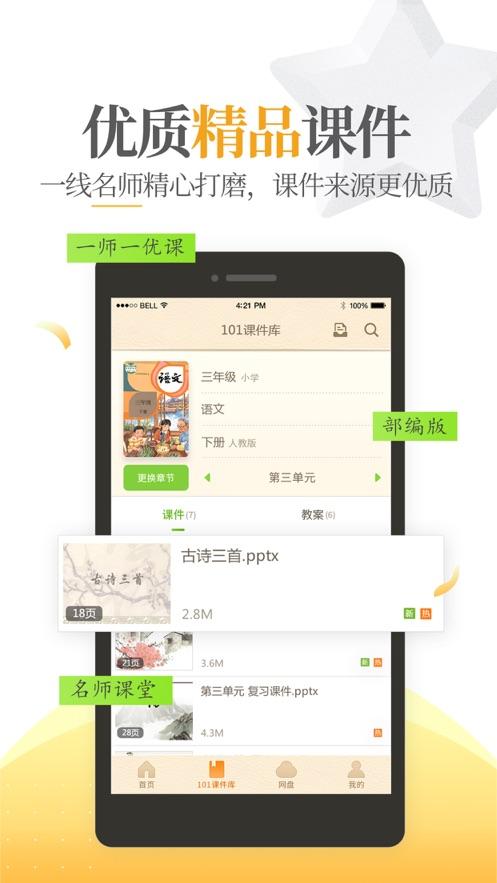 优质精品课件
一线名师精心打磨，课件来源更优质
一师一优课
BELL 4:21 PM 100%
101课件库
语文
三年级
下册
三年级 小学
语文
下册 人教版
部编版
更换章节
第三单元
课件(7)
教案(6)
古诗三首.pptx
古诗三首
18页
2.8M
新 热
21页
3.6M
新 热
名师课堂
第三单元 复习课件.pptx
28页
4.3M
热
首页
101课件库
网盘
我的